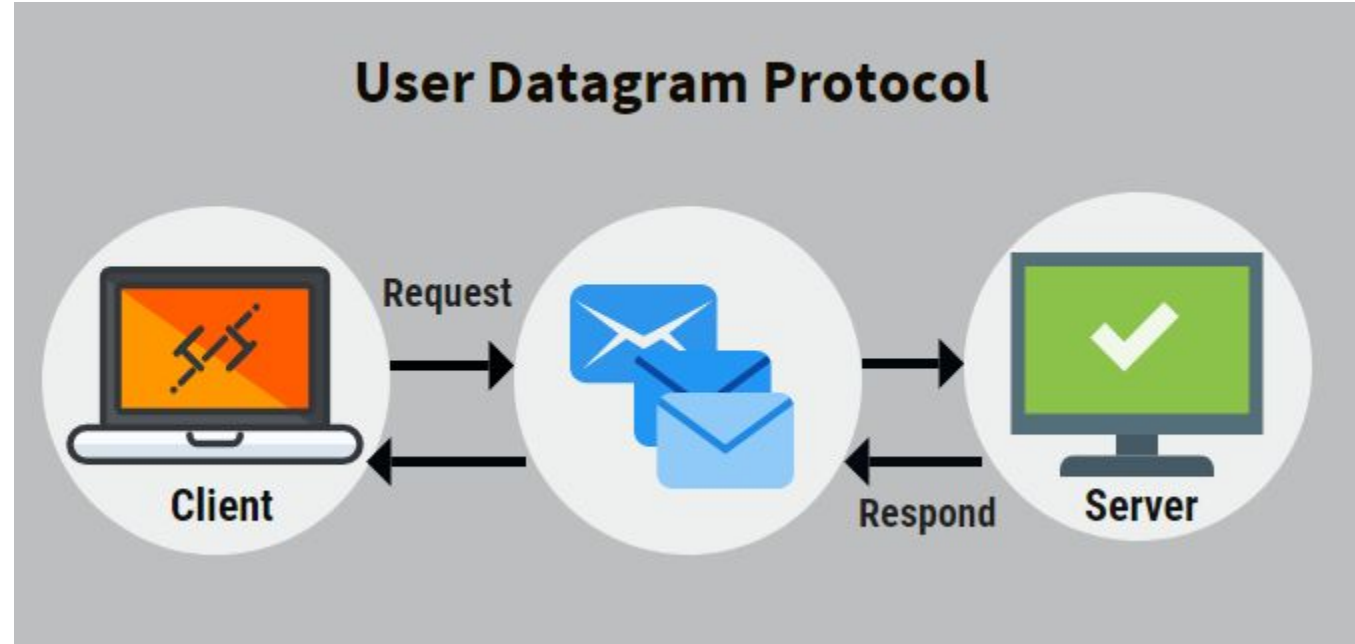 User Datagram Protocol
Request
Client
Respond
Server